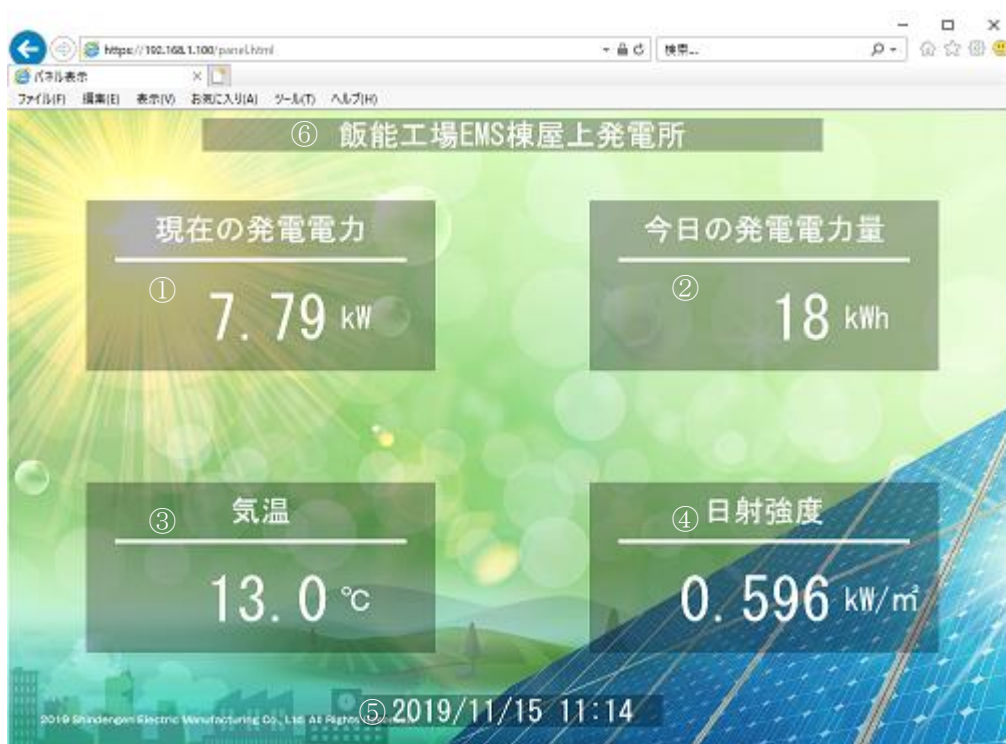 https://192.168.1.100/panel.html
検索...
パネル表示
ファイル(F) 編集(E) 表示(V) お気に入り(A) ツール(T) ヘルプ(H)
⑥ 飯能工場EMS棟屋上発電所
現在の発電電力
① 7.79 kW
今日の発電電力量
② 18 kWh
③ 気温
13.0 ℃
④ 日射強度
0.596 kW/㎡
2019 Shindengen Electric Manufacturing Co., Ltd. All Rights
⑤ 2019/11/15 11:14